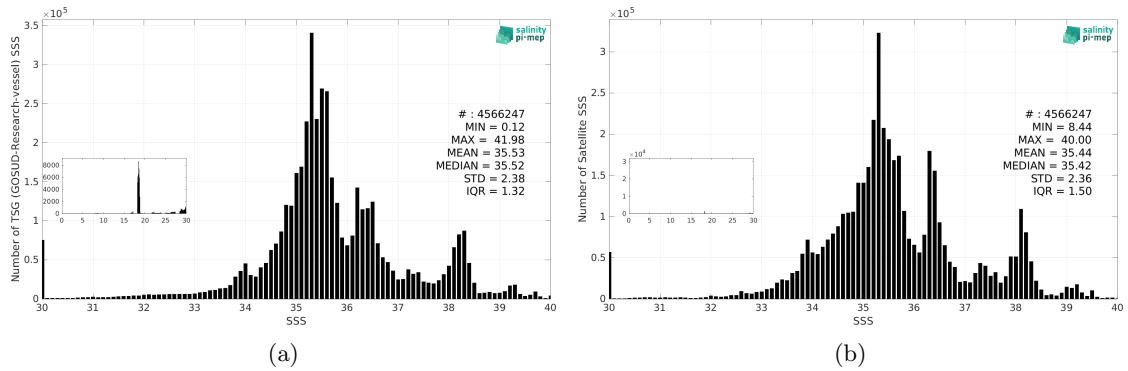 ×10^5
3.5
3
2.5
2
1.5
1
0.5
0
Number of TSG (GOSUD-Research-vessel) SSS
salinity
pi-mep
# : 4566247
MIN = 0.12
MAX = 41.98
MEAN = 35.53
MEDIAN = 35.52
STD = 2.38
IQR = 1.32
8000
6000
4000
2000
0
0 5 10 15 20 25 30
30 31 32 33 34 35 36 37 38 39 40
SSS
(a)
×10^5
3
2.5
2
1.5
1
0.5
0
Number of Satellite SSS
salinity
pi-mep
# : 4566247
MIN = 8.44
MAX = 40.00
MEAN = 35.44
MEDIAN = 35.42
STD = 2.36
IQR = 1.50
×10^4
3
2
1
0
5 10 15 20 25 30
30 31 32 33 34 35 36 37 38 39 40
SSS
(b)